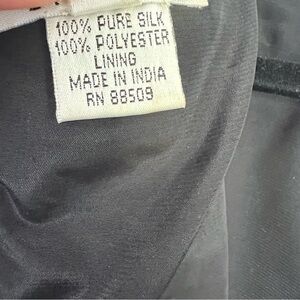 100% PURE SILK
100% POLYESTER
LINING
MADE IN INDIA
RN 88509